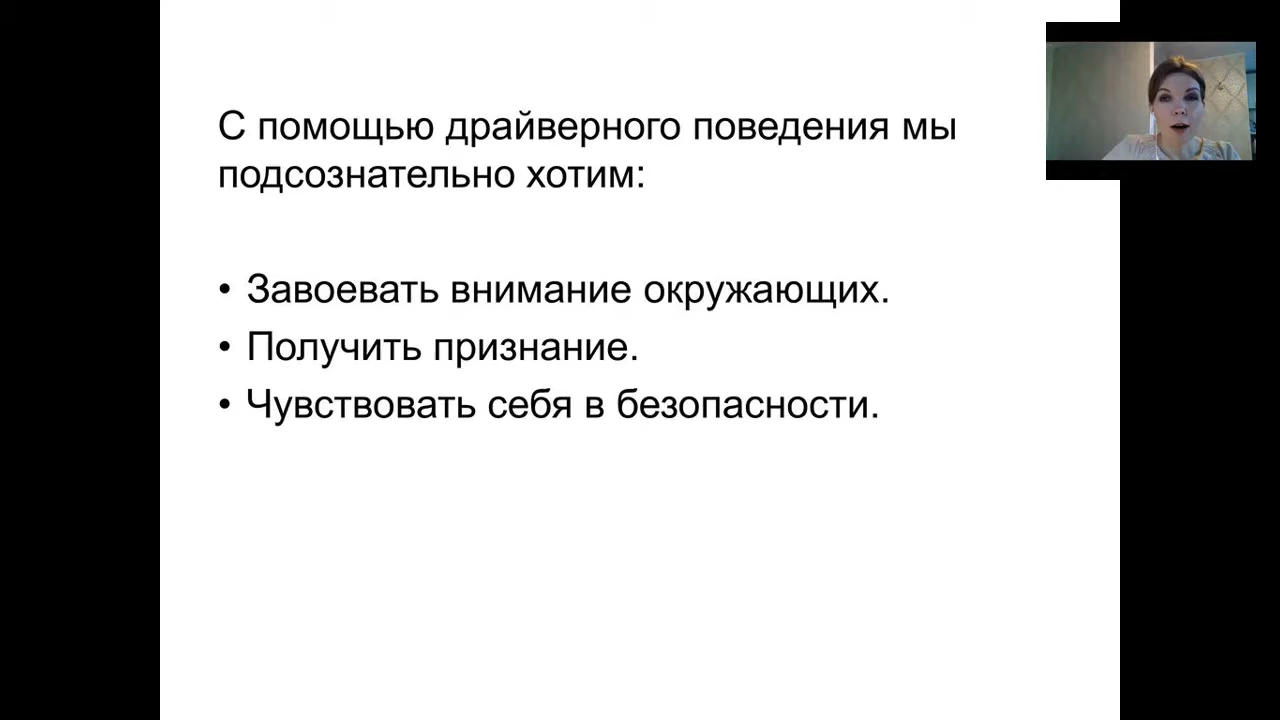 С помощью драйверного поведения мы
подсознательно хотим:
• Завоевать внимание окружающих.
• Получить признание.
• Чувствовать себя в безопасности.